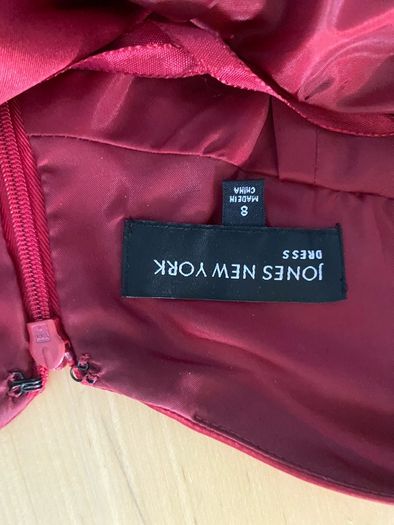 JONES NEW YORK
DRESS
8
MADE IN
CHINA